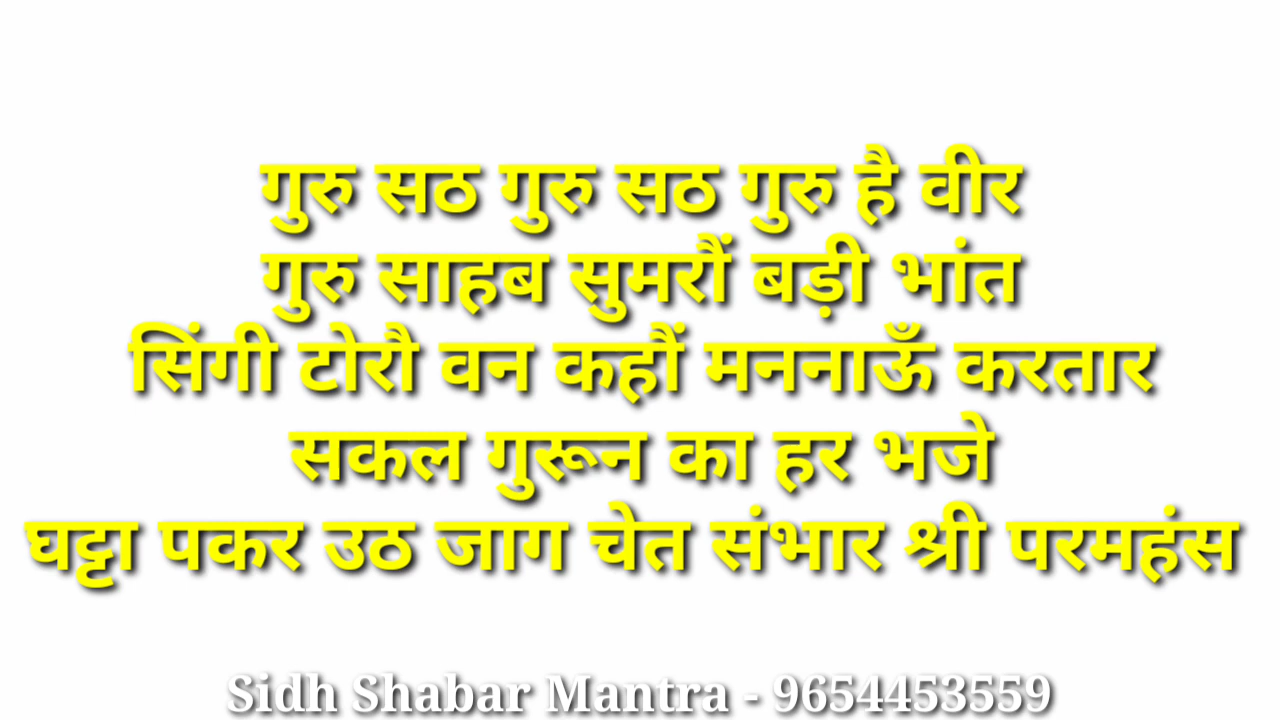 गुरु सठ गुरु सठ गुरु है वीर
गुरु साहब सुमरौं बड़ी भांत
सिंगी टोरौ वन कहौं मननाऊँ करतार
सकल गुरून का हर भजे
घट्टा पकर उठ जाग चेत संभार श्री परमहंस
Sidh Shabar Mantra - 9654453559